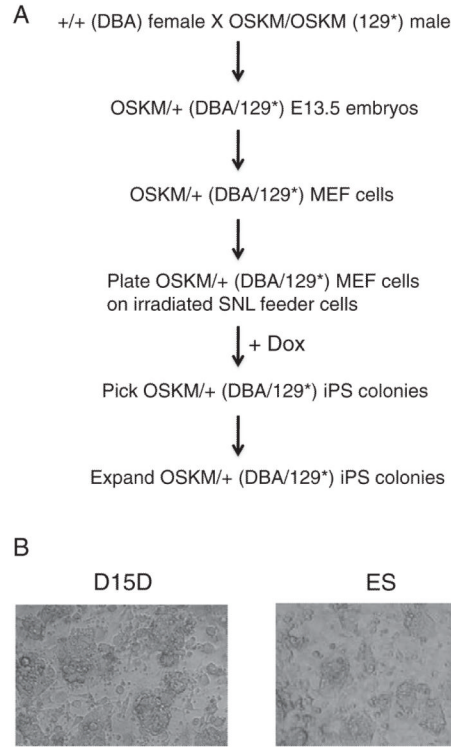 A
+/+ (DBA) female X OSKM/OSKM (129*) male
OSKM/+ (DBA/129*) E13.5 embryos
OSKM/+ (DBA/129*) MEF cells
Plate OSKM/+ (DBA/129*) MEF cells
on irradiated SNL feeder cells
+ Dox
Pick OSKM/+ (DBA/129*) iPS colonies
Expand OSKM/+ (DBA/129*) iPS colonies
B
D15D
ES